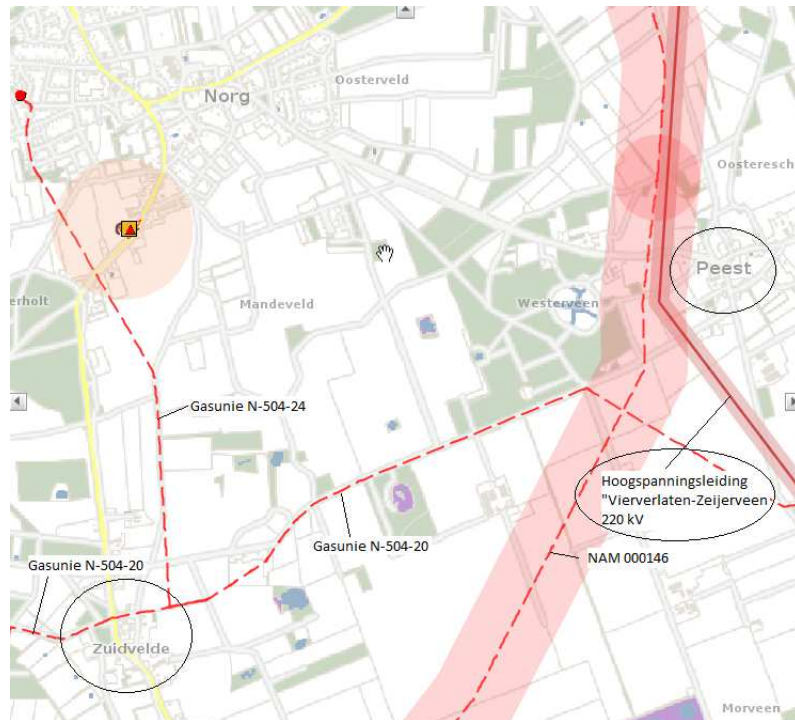 Oosterveld
Norg
Oosteresch
Peest
erholt
Mandeveld
Westerveen
Gasunie N-504-24
Hoogspanningsleiding
"Vierverlaten-Zeijerveen
220 kV
Gasunie N-504-20
NAM 000146
Gasunie N-504-20
Zuidvelde
Morveen